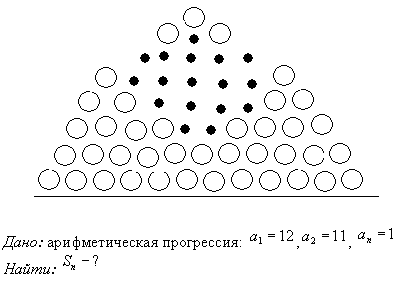 Дано: арифметическая прогрессия: a₁ = 12, a₂ = 11, aₙ = 1
Найти: Sₙ − ?